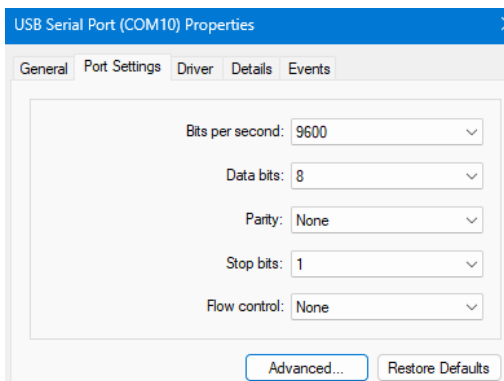 USB Serial Port (COM10) Properties
General Port Settings Driver Details Events
Bits per second: 9600
Data bits: 8
Parity: None
Stop bits: 1
Flow control: None
Advanced... Restore Defaults